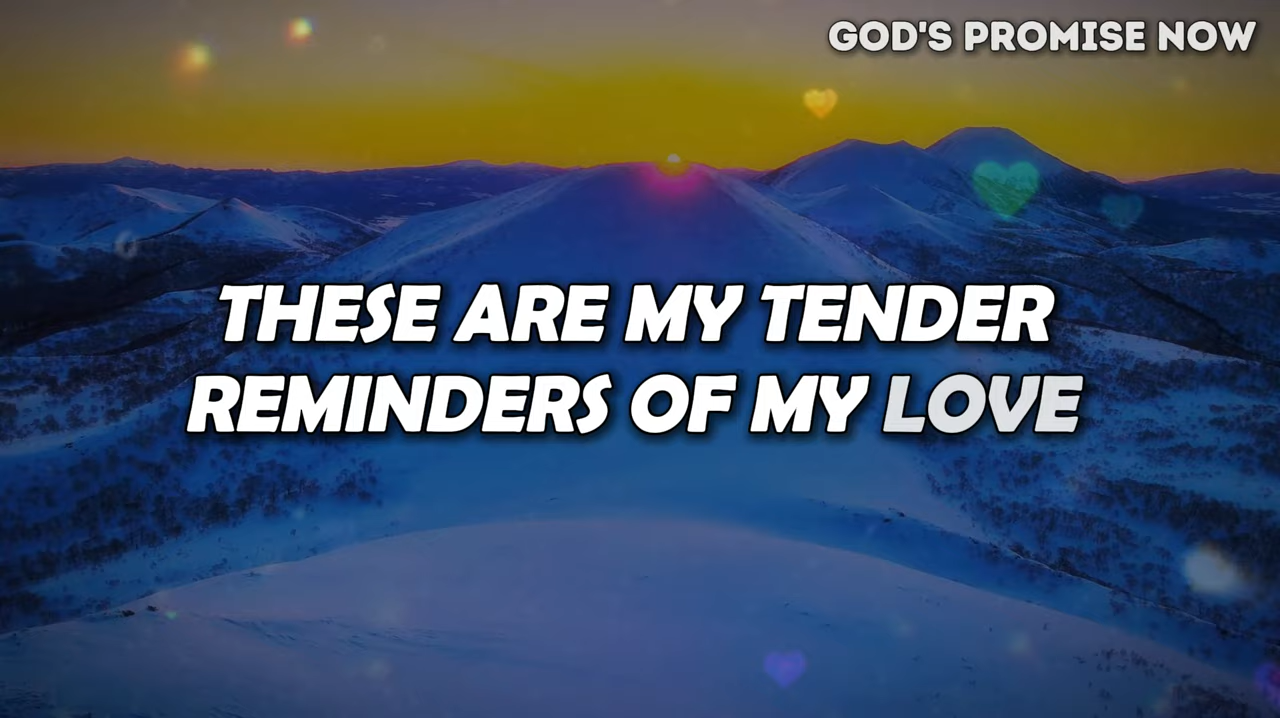 GOD'S PROMISE NOW
THESE ARE MY TENDER
REMINDERS OF MY LOVE